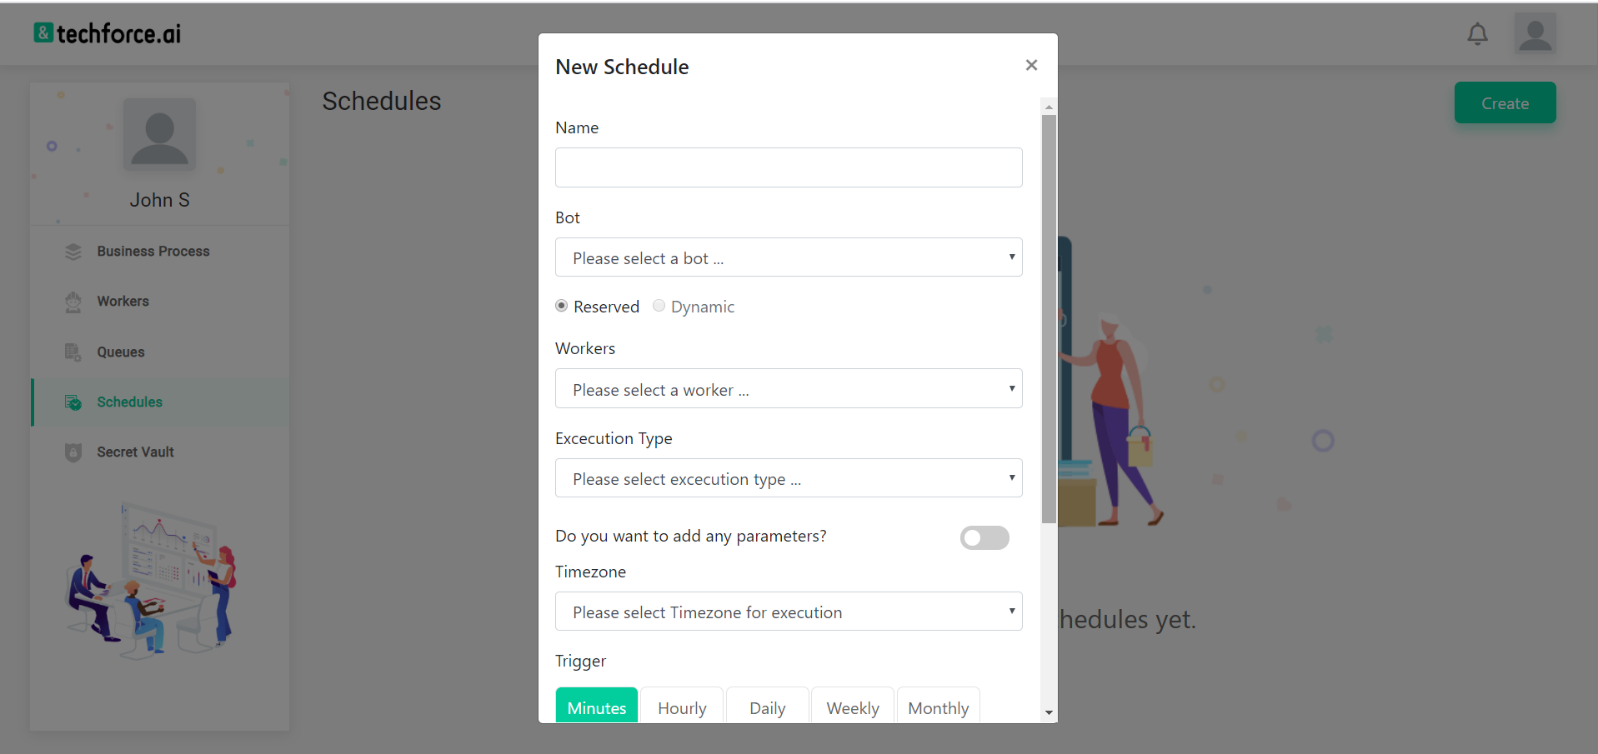 & techforce.ai
New Schedule
×
Schedules
Create
John S
Business Process
Workers
Queues
Schedules
Secret Vault
Name
Bot
Please select a bot ...
Reserved Dynamic
Workers
Please select a worker ...
Excecution Type
Please select excecution type ...
Do you want to add any parameters?
Timezone
Please select Timezone for execution
Trigger
Minutes Hourly Daily Weekly Monthly
hedules yet.